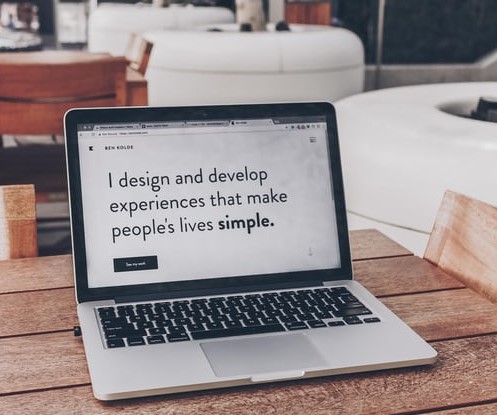 BEN KOLDE
I design and develop
experiences that make
people's lives simple.
See my work